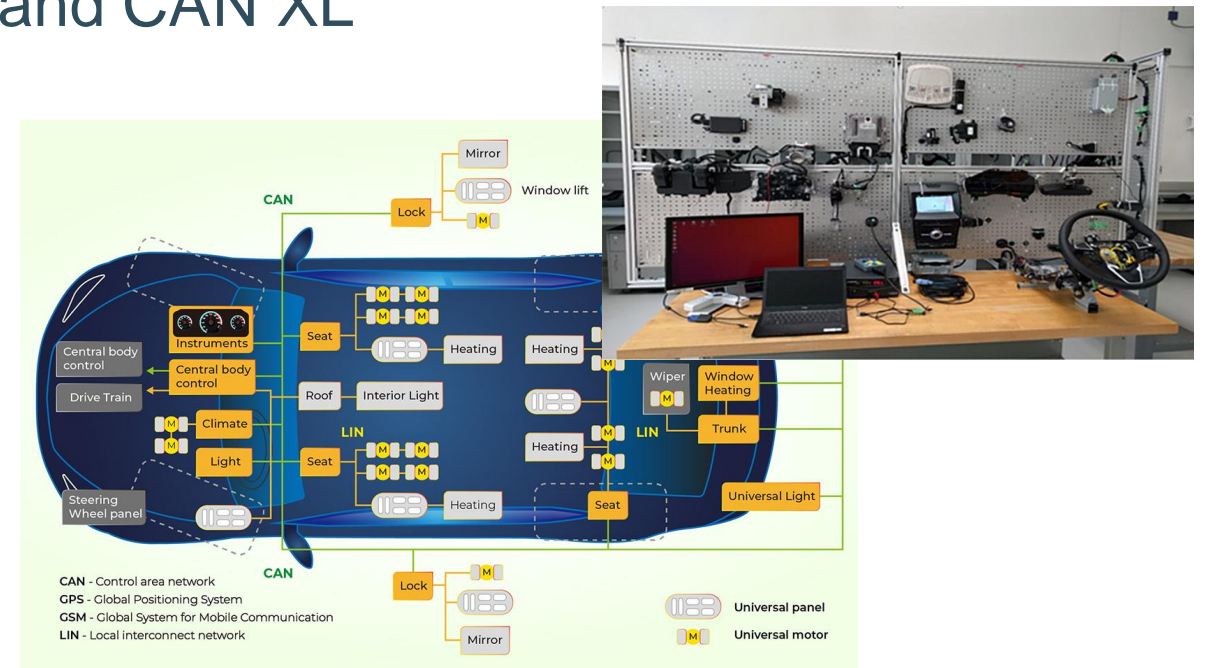 and CAN XL
Mirror
CAN
Window lift
Lock
M
M M
M M
Instruments
Seat
Heating
Heating
M
Central body
control
Central body
control
Wiper
M
Window
Heating
Drive Train
Roof
Interior Light
M
Climate
M
LIN
M
LIN
Trunk
Light
Seat
M M
M M
Heating
M
Steering
Wheel panel
Heating
Seat
Universal Light
CAN
M
Lock
CAN - Control area network
GPS - Global Positioning System
GSM - Global System for Mobile Communication
LIN - Local interconnect network
Mirror
Universal panel
M
Universal motor